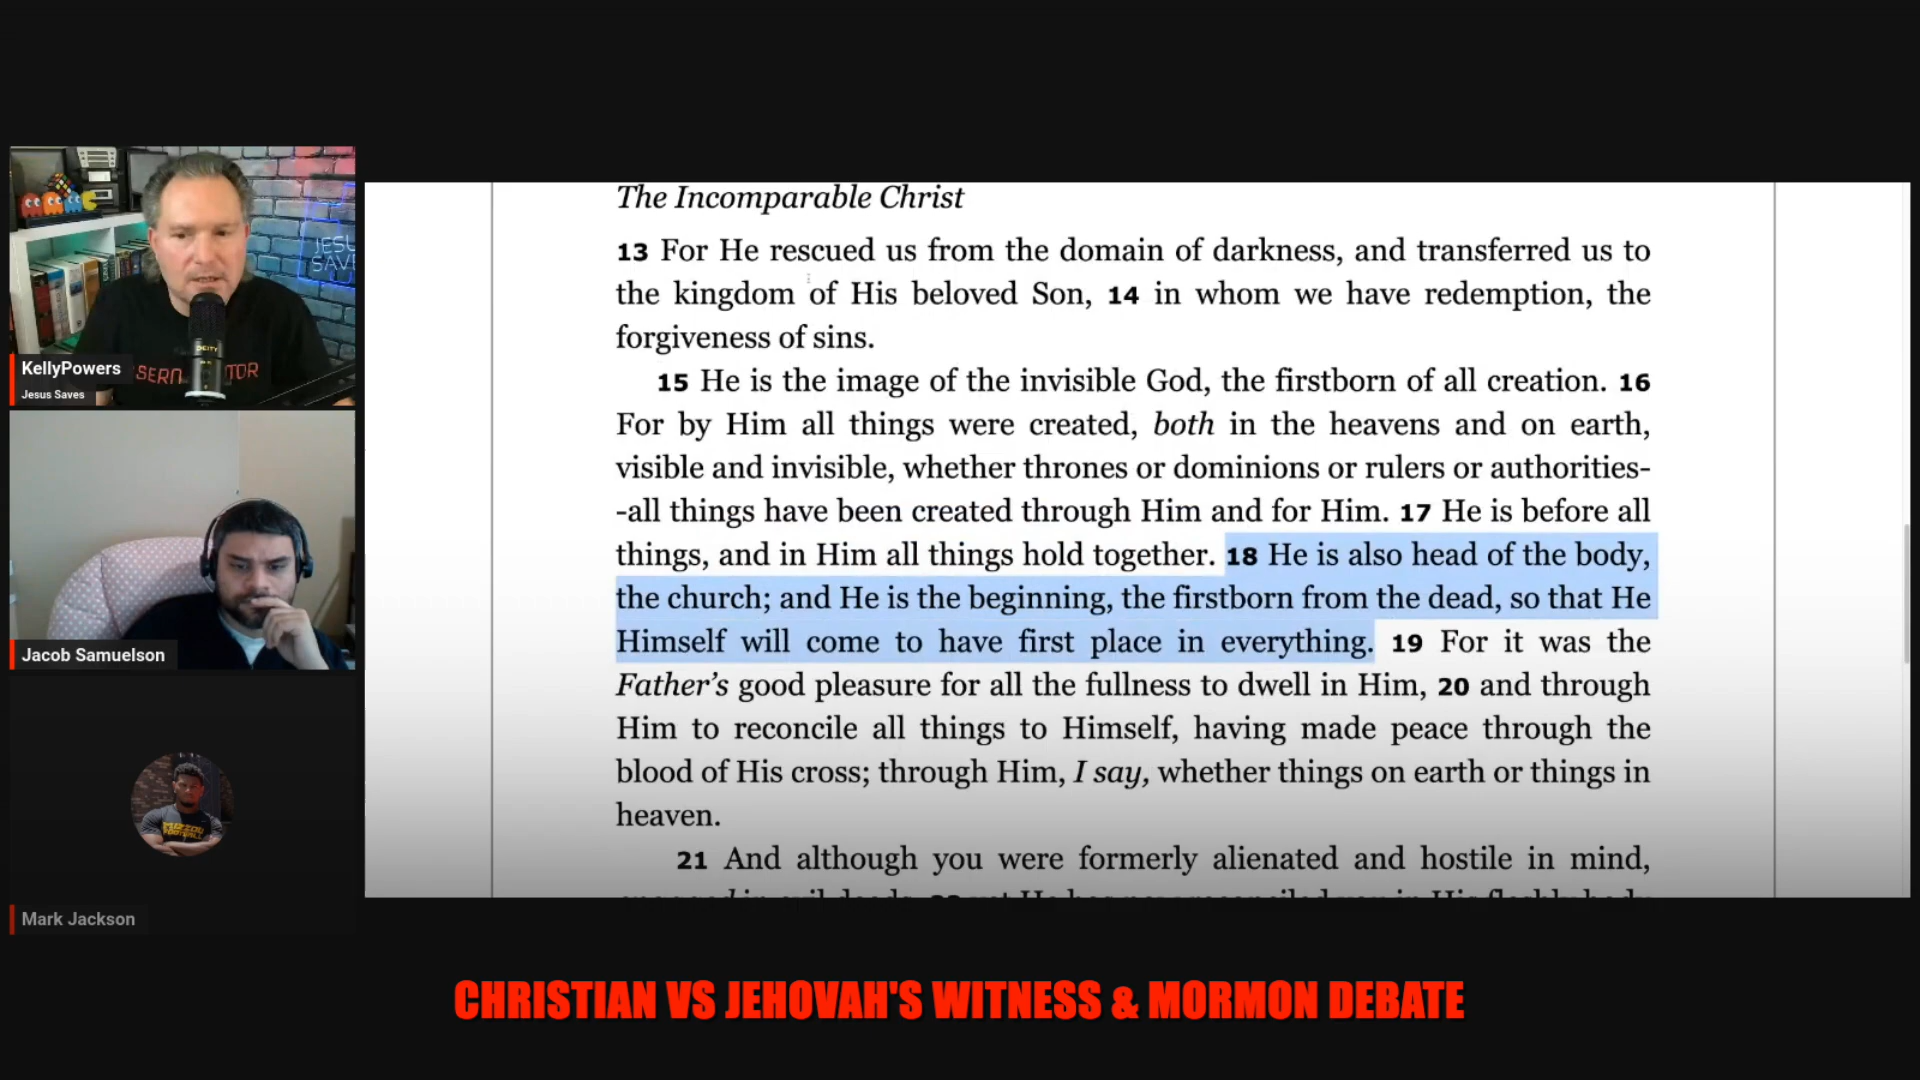 JESUS
SAVE
DEITY
KellyPowers
Jesus Saves
Jacob Samuelson
MIZZOU
FOOTBALL
Mark Jackson
The Incomparable Christ
13 For He rescued us from the domain of darkness, and transferred us to
the kingdom of His beloved Son, 14 in whom we have redemption, the
forgiveness of sins.
15 He is the image of the invisible God, the firstborn of all creation. 16
For by Him all things were created, both in the heavens and on earth,
visible and invisible, whether thrones or dominions or rulers or authorities-
-all things have been created through Him and for Him. 17 He is before all
things, and in Him all things hold together. 18 He is also head of the body,
the church; and He is the beginning, the firstborn from the dead, so that He
Himself will come to have first place in everything. 19 For it was the
Father’s good pleasure for all the fullness to dwell in Him, 20 and through
Him to reconcile all things to Himself, having made peace through the
blood of His cross; through Him, I say, whether things on earth or things in
heaven.
21 And although you were formerly alienated and hostile in mind,
CHRISTIAN VS JEHOVAH'S WITNESS & MORMON DEBATE